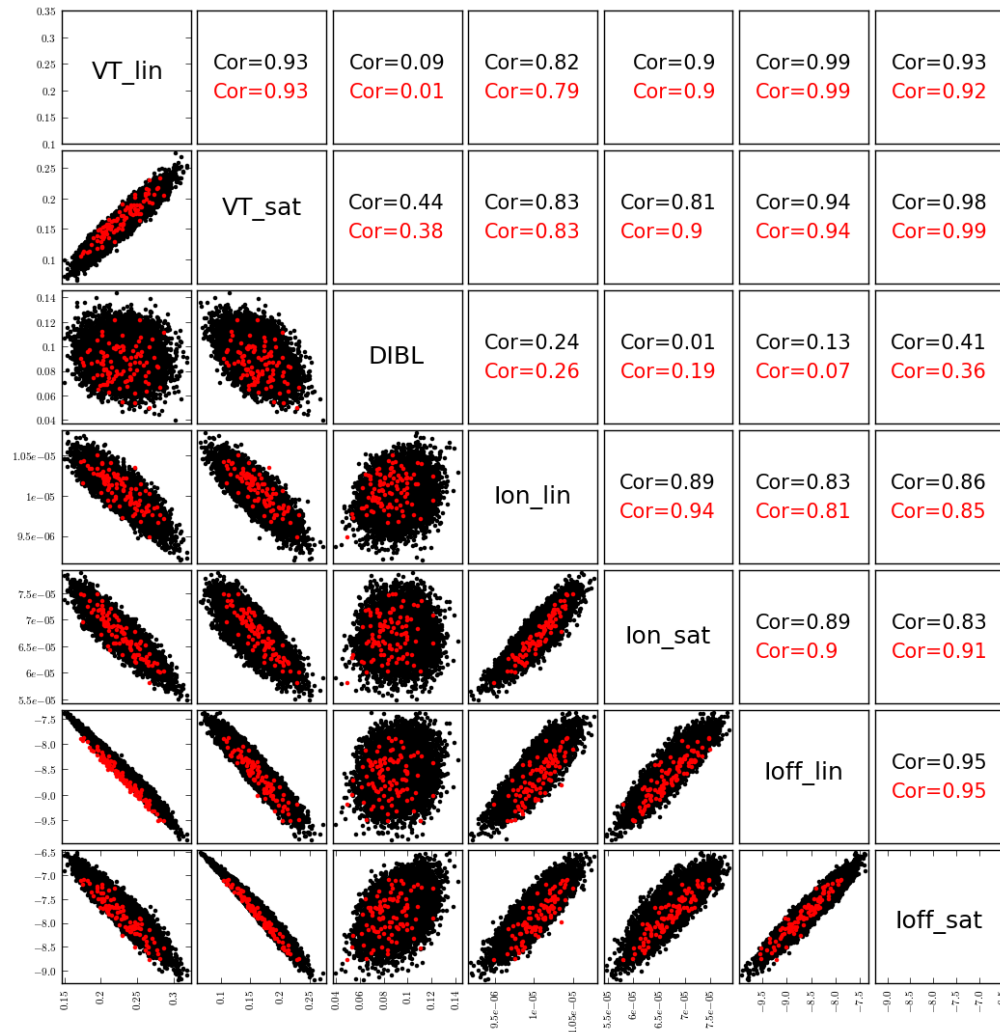 0.35
0.3
0.25
0.2
0.15
0.1
VT_lin
Cor=0.93
Cor=0.93
Cor=0.09
Cor=0.01
Cor=0.82
Cor=0.79
Cor=0.9
Cor=0.9
Cor=0.99
Cor=0.99
Cor=0.93
Cor=0.92
0.25
0.2
0.15
0.1
VT_sat
Cor=0.44
Cor=0.38
Cor=0.83
Cor=0.83
Cor=0.81
Cor=0.9
Cor=0.94
Cor=0.94
Cor=0.98
Cor=0.99
0.14
0.12
0.1
0.08
0.06
0.04
DIBL
Cor=0.24
Cor=0.26
Cor=0.01
Cor=0.19
Cor=0.13
Cor=0.07
Cor=0.41
Cor=0.36
1.05e−05
1e−05
9.5e−06
Ion_lin
Cor=0.89
Cor=0.94
Cor=0.83
Cor=0.81
Cor=0.86
Cor=0.85
7.5e−05
7e−05
6.5e−05
6e−05
5.5e−05
Ion_sat
Cor=0.89
Cor=0.9
Cor=0.83
Cor=0.91
−7.5
−8.0
−8.5
−9.0
−9.5
Ioff_lin
Cor=0.95
Cor=0.95
−6.5
−7.0
−7.5
−8.0
−8.5
−9.0
Ioff_sat
0.15
0.2
0.25
0.3
0.1
0.15
0.2
0.25
0.04
0.06
0.08
0.1
0.12
0.14
9.5e−06
1e−05
1.05e−05
5.5e−05
6e−05
6.5e−05
7e−05
7.5e−05
−9.5
−9.0
−8.5
−8.0
−7.5
−9.0
−8.5
−8.0
−7.5
−7.0